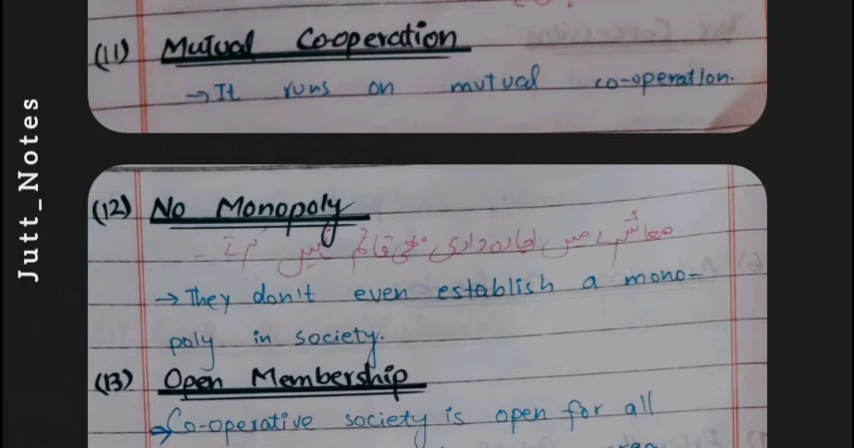 Jutt_Notes
(11) Mutual Cooperation
→ It runs on mutual co-operation.
(12) No Monopoly
معاشرے میں اجارہ داری بھی قائم نہیں کرتے ۔
→ They don't even establish a mono-
poly in society.
(13) Open Membership
→ Co-operative society is open for all